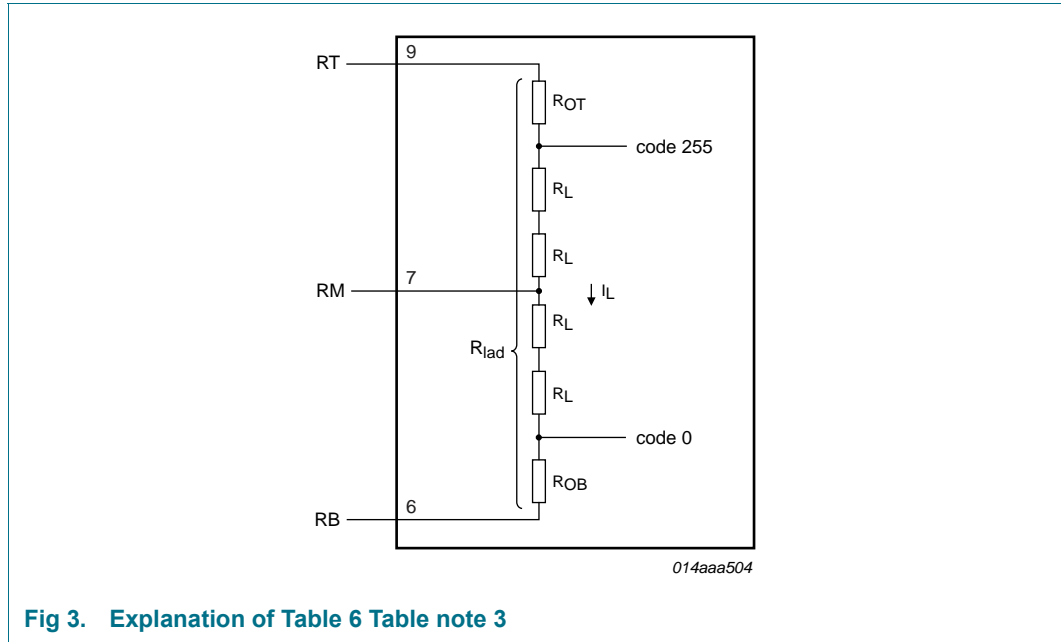 RT
9
ROT
code 255
RL
RL
RM
7
IL
RL
Rlad
RL
code 0
ROB
RB
6
014aaa504
Fig 3. Explanation of Table 6 Table note 3